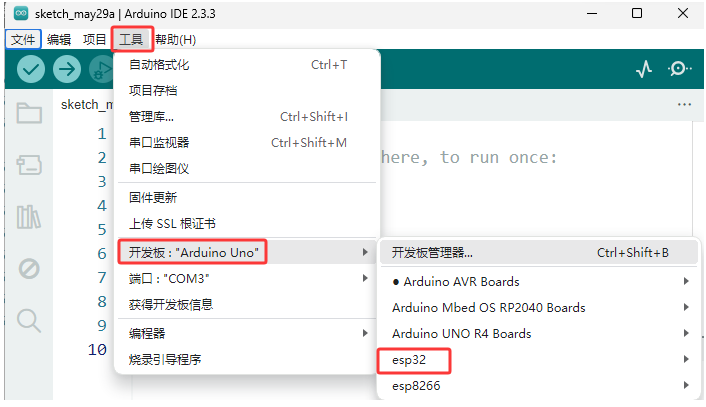 sketch_may29a | Arduino IDE 2.3.3
文件 编辑 项目 工具 帮助(H)
自动格式化 Ctrl+T
项目存档
管理库... Ctrl+Shift+I
串口监视器 Ctrl+Shift+M
串口绘图仪
固件更新
上传 SSL 根证书
开发板 : "Arduino Uno"
端口 : "COM3"
获得开发板信息
编程器
烧录引导程序
开发板管理器... Ctrl+Shift+B
● Arduino AVR Boards
Arduino Mbed OS RP2040 Boards
Arduino UNO R4 Boards
esp32
esp8266
sketch_m
1
2 here, to run once:
3
4
5
6
7
8
9
10